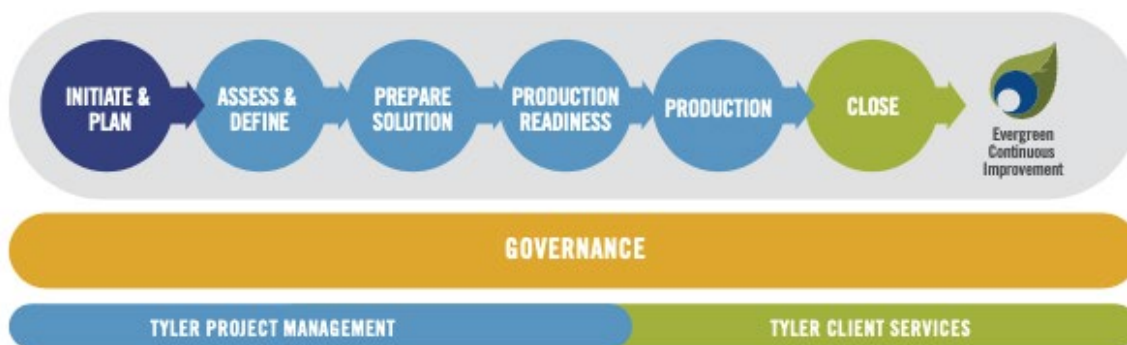 INITIATE &
PLAN
ASSESS &
DEFINE
PREPARE
SOLUTION
PRODUCTION
READINESS
PRODUCTION
CLOSE
Evergreen
Continuous
Improvement
GOVERNANCE
TYLER PROJECT MANAGEMENT
TYLER CLIENT SERVICES